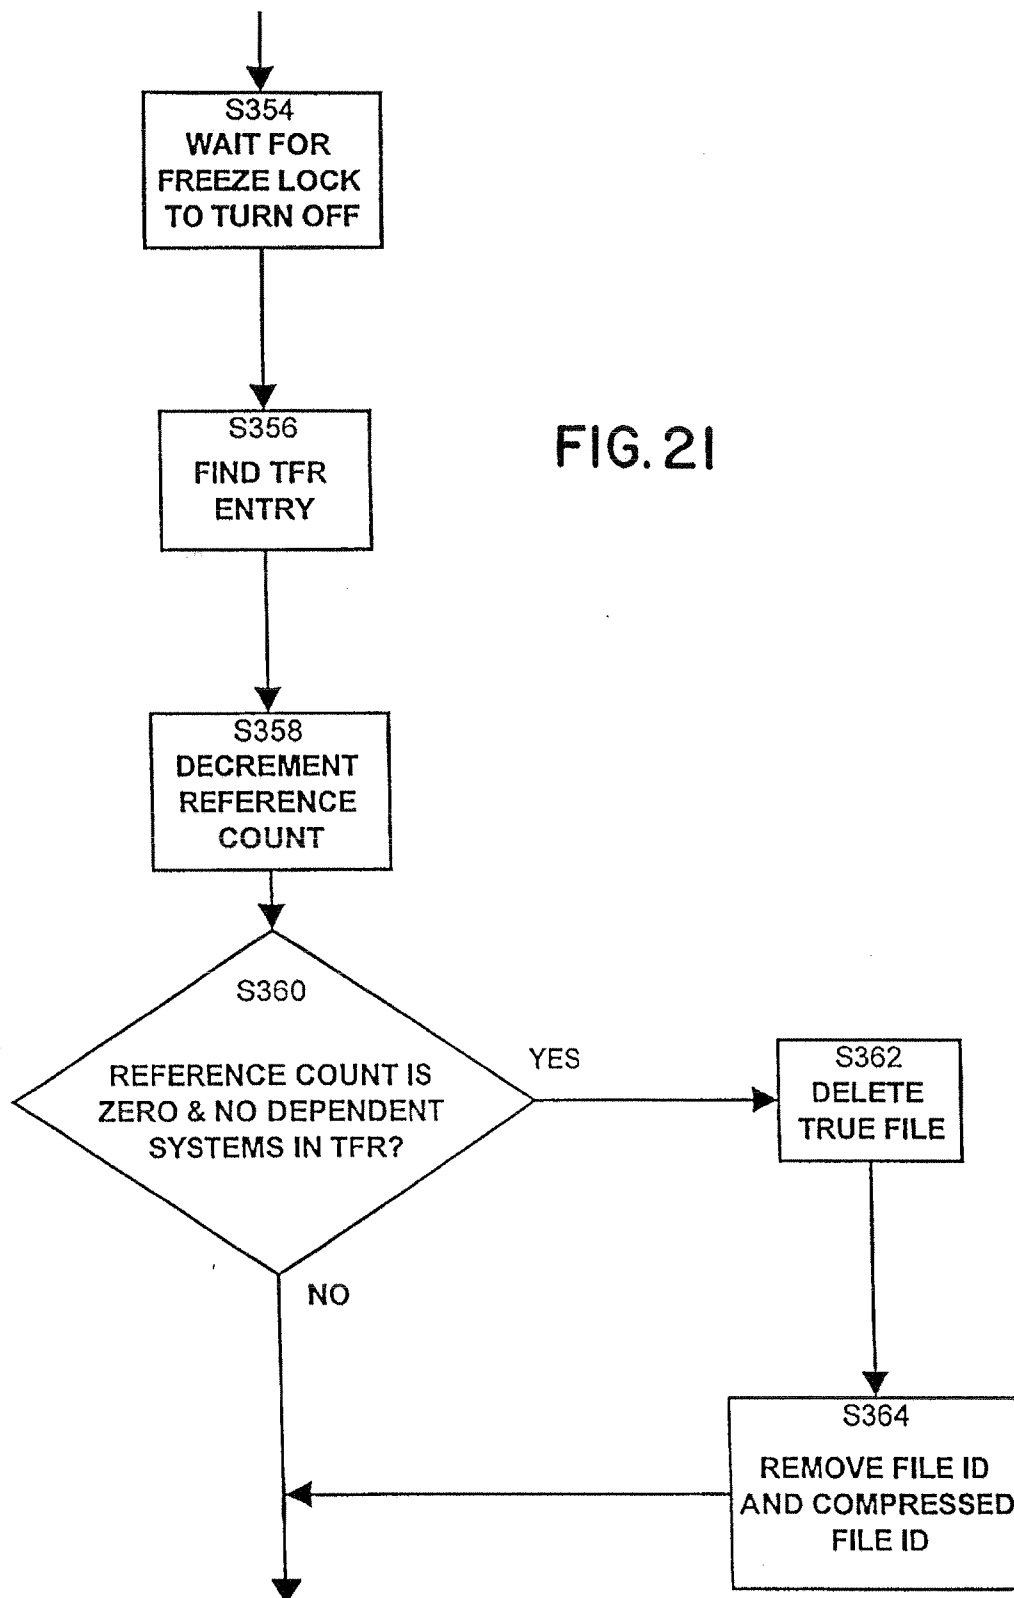 S354
WAIT FOR
FREEZE LOCK
TO TURN OFF
S356
FIND TFR
ENTRY
FIG. 21
S358
DECREMENT
REFERENCE
COUNT
S360
REFERENCE COUNT IS
ZERO & NO DEPENDENT
SYSTEMS IN TFR?
YES
S362
DELETE
TRUE FILE
NO
S364
REMOVE FILE ID
AND COMPRESSED
FILE ID